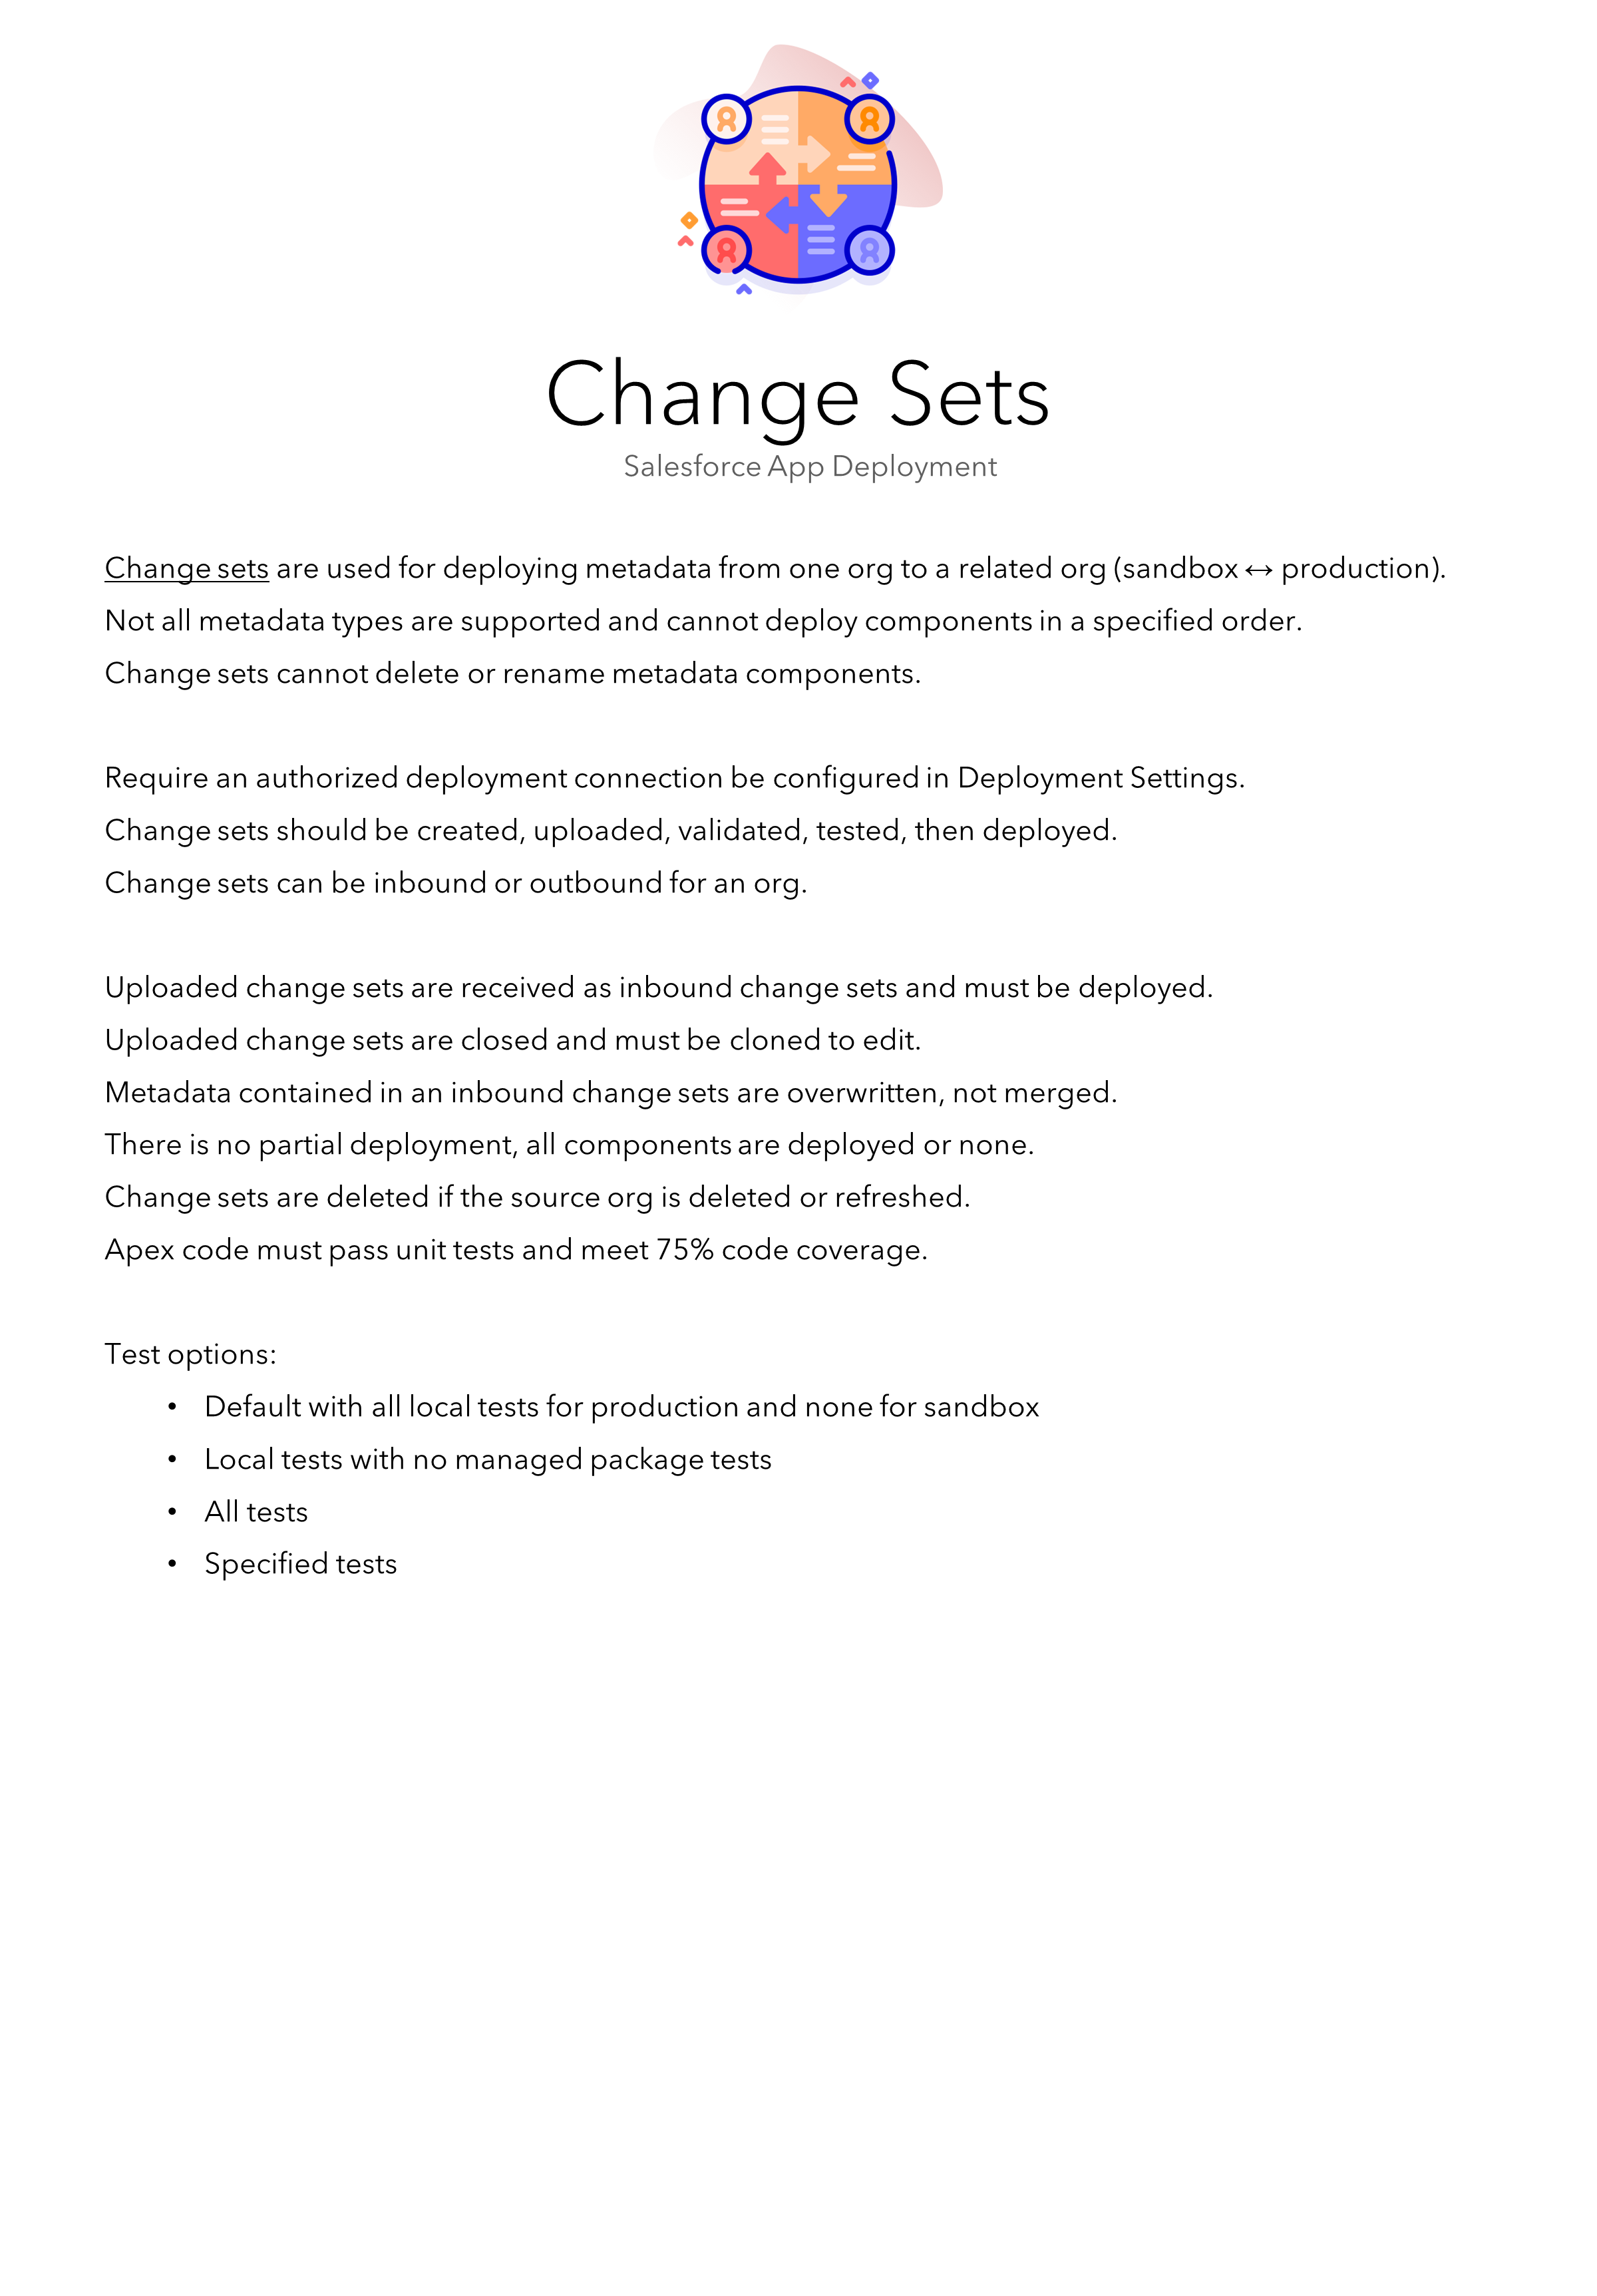 Change Sets
Salesforce App Deployment
Change sets are used for deploying metadata from one org to a related org (sandbox ↔ production).
Not all metadata types are supported and cannot deploy components in a specified order.
Change sets cannot delete or rename metadata components.
Require an authorized deployment connection be configured in Deployment Settings.
Change sets should be created, uploaded, validated, tested, then deployed.
Change sets can be inbound or outbound for an org.
Uploaded change sets are received as inbound change sets and must be deployed.
Uploaded change sets are closed and must be cloned to edit.
Metadata contained in an inbound change sets are overwritten, not merged.
There is no partial deployment, all components are deployed or none.
Change sets are deleted if the source org is deleted or refreshed.
Apex code must pass unit tests and meet 75% code coverage.
Test options:
• Default with all local tests for production and none for sandbox
• Local tests with no managed package tests
• All tests
• Specified tests